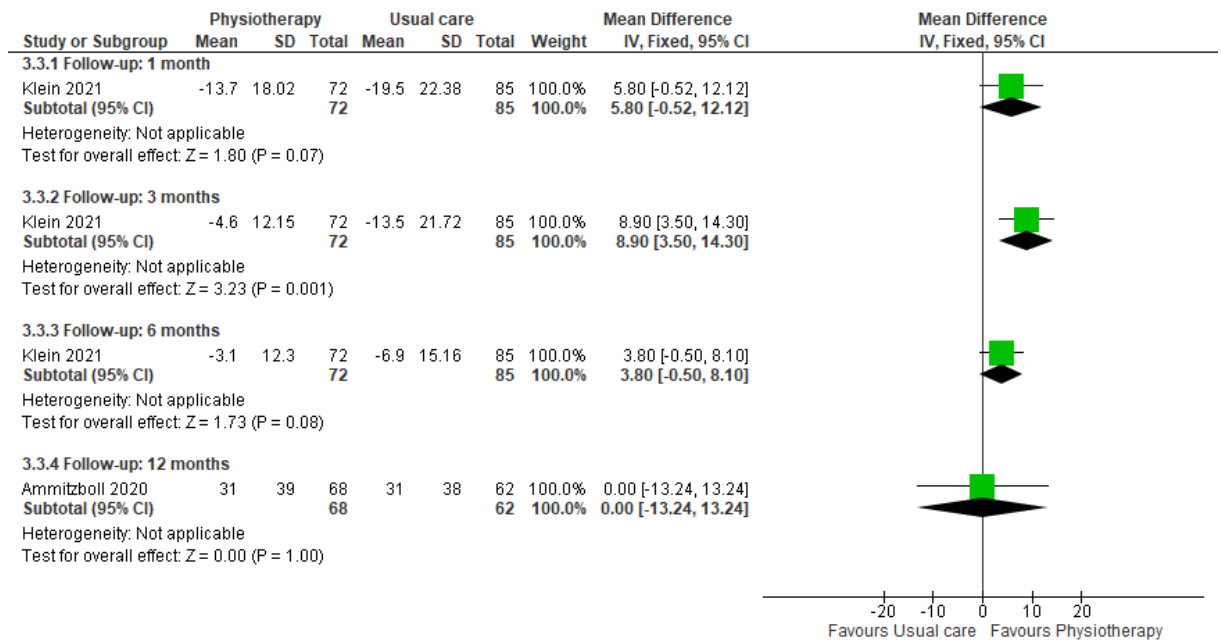 Physiotherapy Usual care Mean Difference Mean Difference
Study or Subgroup Mean SD Total Mean SD Total Weight IV, Fixed, 95% CI IV, Fixed, 95% CI
3.3.1 Follow-up: 1 month
Klein 2021 -13.7 18.02 72 -19.5 22.38 85 100.0% 5.80 [-0.52, 12.12]
Subtotal (95% CI) 72 85 100.0% 5.80 [-0.52, 12.12]
Heterogeneity: Not applicable
Test for overall effect: Z = 1.80 (P = 0.07)
3.3.2 Follow-up: 3 months
Klein 2021 -4.6 12.15 72 -13.5 21.72 85 100.0% 8.90 [3.50, 14.30]
Subtotal (95% CI) 72 85 100.0% 8.90 [3.50, 14.30]
Heterogeneity: Not applicable
Test for overall effect: Z = 3.23 (P = 0.001)
3.3.3 Follow-up: 6 months
Klein 2021 -3.1 12.3 72 -6.9 15.16 85 100.0% 3.80 [-0.50, 8.10]
Subtotal (95% CI) 72 85 100.0% 3.80 [-0.50, 8.10]
Heterogeneity: Not applicable
Test for overall effect: Z = 1.73 (P = 0.08)
3.3.4 Follow-up: 12 months
Ammitzboll 2020 31 39 68 31 38 62 100.0% 0.00 [-13.24, 13.24]
Subtotal (95% CI) 68 62 100.0% 0.00 [-13.24, 13.24]
Heterogeneity: Not applicable
Test for overall effect: Z = 0.00 (P = 1.00)
-20 -10 0 10 20
Favours Usual care Favours Physiotherapy